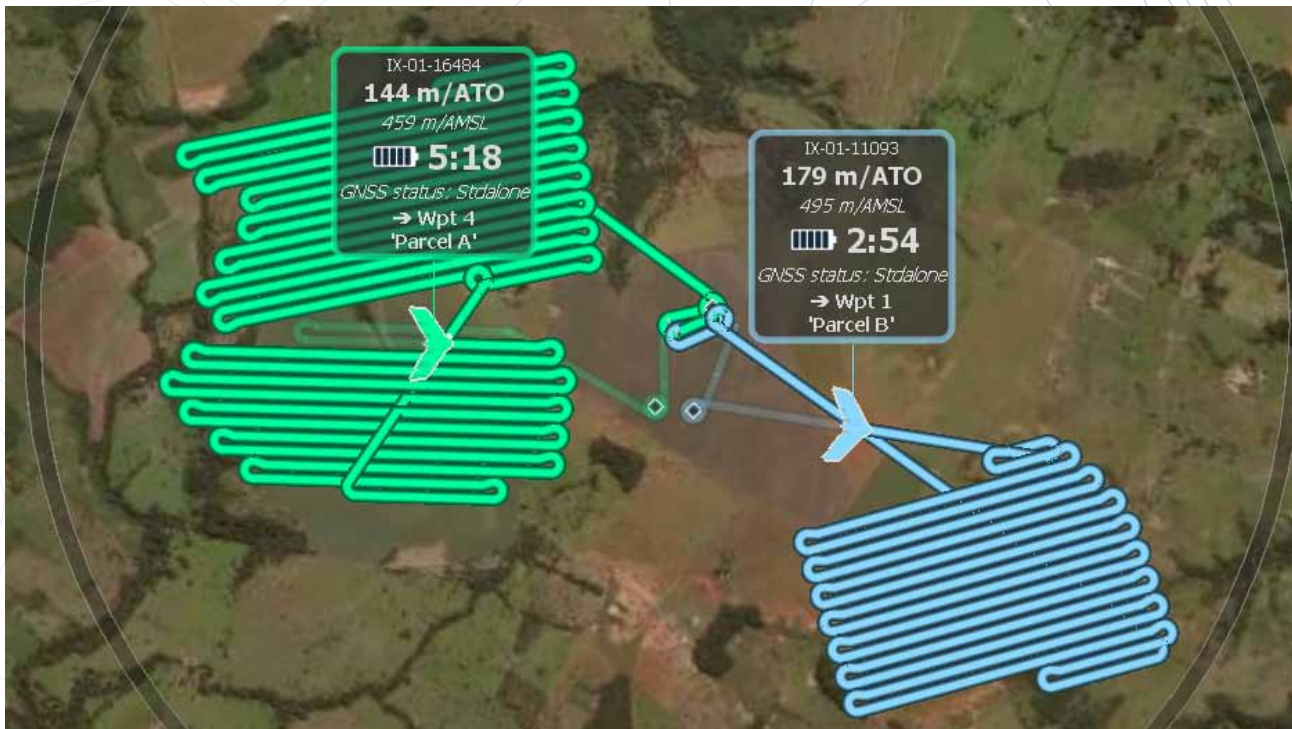 IX-01-16484
144 m/ATO
459 m/AMSL
5:18
GNSS status: Stdalone
➔ Wpt 4
'Parcel A'
IX-01-11093
179 m/ATO
495 m/AMSL
2:54
GNSS status: Stdalone
➔ Wpt 1
'Parcel B'